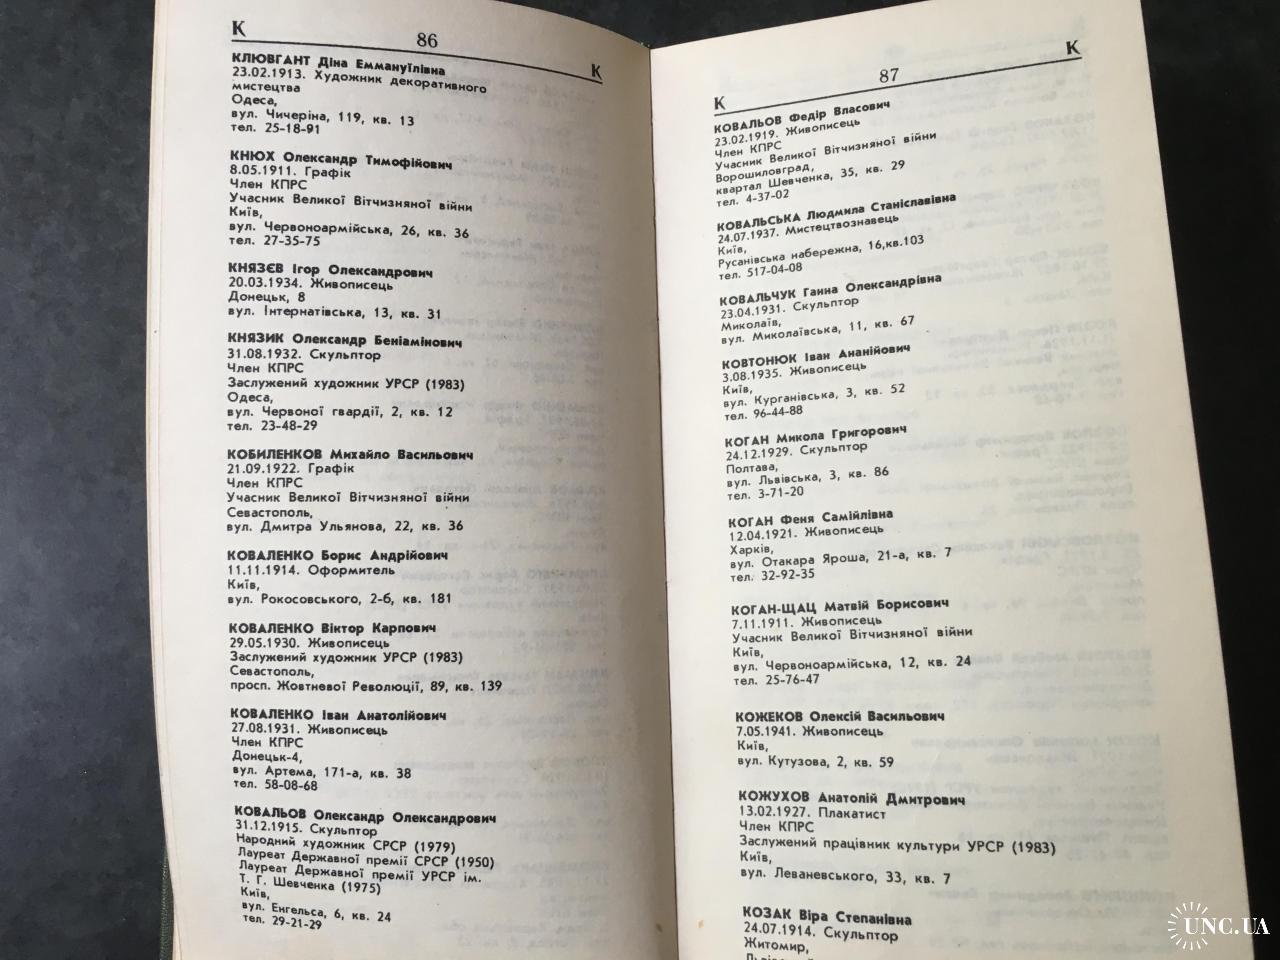 К
86
К
КЛЮВГАНТ Діна Еммануїлівна
23.02.1913. Художник декоративного
мистецтва
Одеса,
вул. Чичеріна, 119, кв. 13
тел. 25-18-91
КНЮХ Олександр Тимофійович
8.05.1911. Графік
Член КПРС
Учасник Великої Вітчизняної війни
Київ,
вул. Червоноармійська, 26, кв. 36
тел. 27-35-75
КНЯЗЄВ Ігор Олександрович
20.03.1934. Живописець
Донецьк, 8
вул. Інтернатівська, 13, кв. 31
КНЯЗИК Олександр Беніамінович
31.08.1932. Скульптор
Член КПРС
Заслужений художник УРСР (1983)
Одеса,
вул. Червоної гвардії, 2, кв. 12
тел. 23-48-29
КОБИЛЕНКОВ Михайло Васильович
21.09.1922. Графік
Член КПРС
Учасник Великої Вітчизняної війни
Севастополь,
вул. Дмитра Ульянова, 22, кв. 36
КОВАЛЕНКО Борис Андрійович
11.11.1914. Оформитель
Київ,
вул. Рокосовського, 2-б, кв. 181
КОВАЛЕНКО Віктор Карпович
29.05.1930. Живописець
Заслужений художник УРСР (1983)
Севастополь,
просп. Жовтневої Революції, 89, кв. 139
КОВАЛЕНКО Іван Анатолійович
27.08.1931. Живописець
Член КПРС
Донецьк-4,
вул. Артема, 171-а, кв. 38
тел. 58-08-68
КОВАЛЬОВ Олександр Олександрович
31.12.1915. Скульптор
Народний художник СРСР (1979)
Лауреат Державної премії СРСР (1950)
Лауреат Державної премії УРСР ім.
Т. Г. Шевченка (1975)
Київ,
вул. Енгельса, 6, кв. 24
тел. 29-21-29
К
87
К
КОВАЛЬОВ Федір Власович
23.02.1919. Живописець
Член КПРС
Учасник Великої Вітчизняної війни
Ворошиловград,
квартал Шевченка, 35, кв. 29
тел. 4-37-02
КОВАЛЬСЬКА Людмила Станіславівна
24.07.1937. Мистецтвознавець
Київ,
Русанівська набережна, 16,кв.103
тел. 517-04-08
КОВАЛЬЧУК Ганна Олександрівна
23.04.1931. Скульптор
Миколаїв,
вул. Миколаївська, 11, кв. 67
КОВТОНЮК Іван Ананійович
3.08.1935. Живописець
Київ,
вул. Курганівська, 3, кв. 52
тел. 96-44-88
КОГАН Микола Григорович
24.12.1929. Скульптор
Полтава,
вул. Львівська, 3, кв. 86
тел. 3-71-20
КОГАН Феня Самійлівна
12.04.1921. Живописець
Харків,
вул. Отакара Яроша, 21-а, кв. 7
тел. 32-92-35
КОГАН-ЩАЦ Матвій Борисович
7.11.1911. Живописець
Учасник Великої Вітчизняної війни
Київ,
вул. Червоноармійська, 12, кв. 24
тел. 25-76-47
КОЖЕКОВ Олексій Васильович
7.05.1941. Живописець
Київ,
вул. Кутузова, 2, кв. 59
КОЖУХОВ Анатолій Дмитрович
13.02.1927. Плакатист
Член КПРС
Заслужений працівник культури УРСР (1983)
Київ,
вул. Леваневського, 33, кв. 7
КОЗАК Віра Степанівна
24.07.1914. Скульптор
Житомир,
UNC.UA